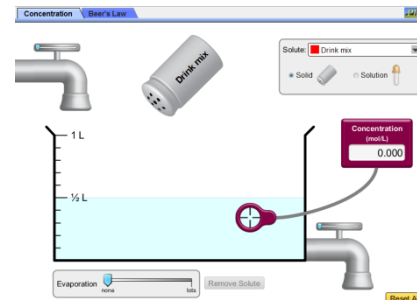 Concentration
Beer's Law
Drink mix
Solute: Drink mix
Solid
Solution
Concentration
(mol/L)
0.000
1 L
½ L
Evaporation
none
lots
Remove Solute
Reset A